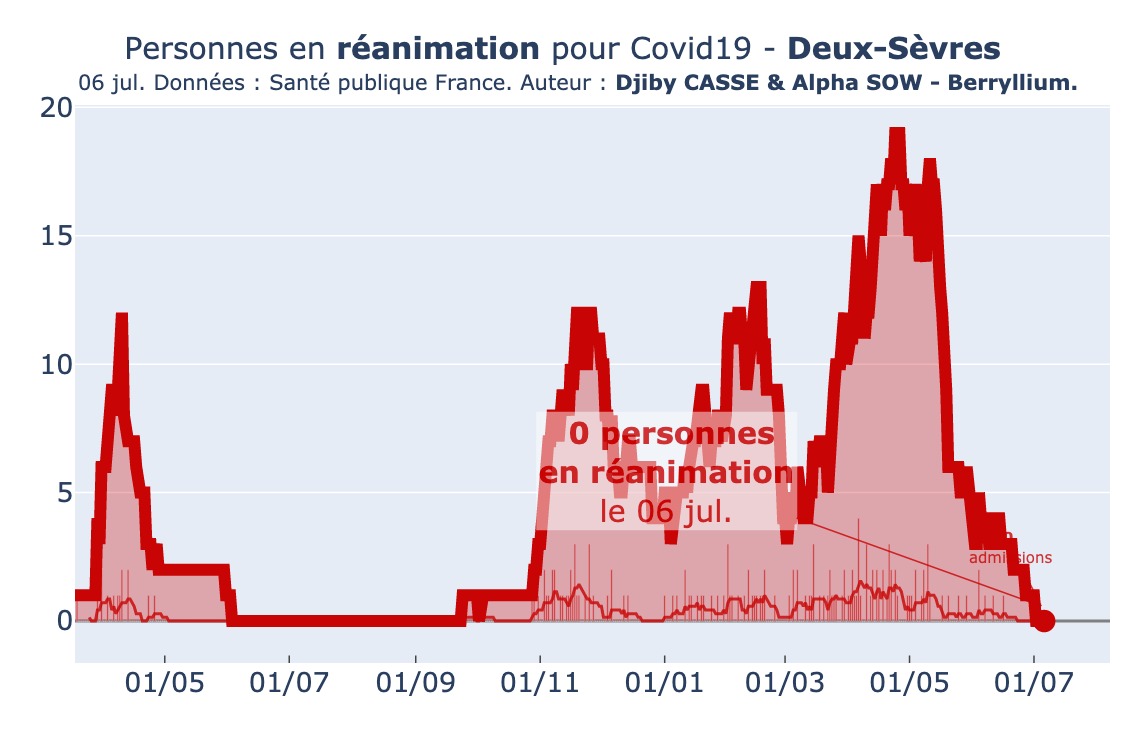 Personnes en réanimation pour Covid19 - Deux-Sèvres
06 jul. Données : Santé publique France. Auteur : Djiby CASSE & Alpha SOW - Berryllium.
20
15
10
5
0
0 personnes
en réanimation
le 06 jul.
admissions
01/05
01/07
01/09
01/11
01/01
01/03
01/05
01/07